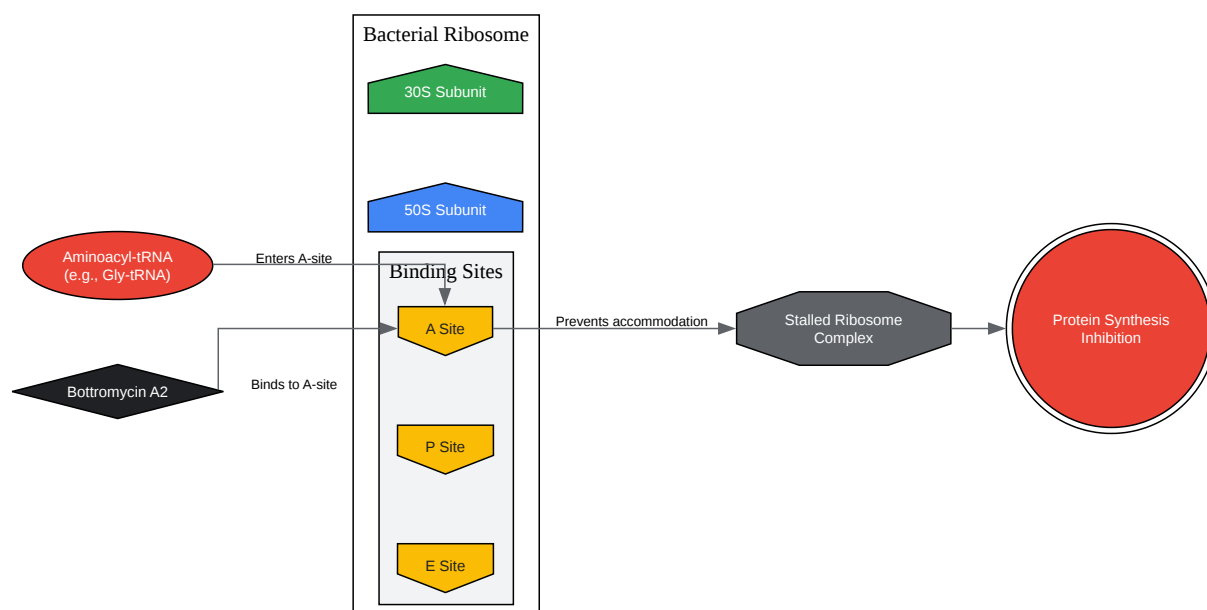 Bacterial Ribosome
30S Subunit
50S Subunit
Aminoacyl-tRNA
(e.g., Gly-tRNA)
Enters A-site
Binding Sites
A Site
Prevents accommodation
Stalled Ribosome
Complex
Protein Synthesis
Inhibition
Bottromycin A2
Binds to A-site
P Site
E Site